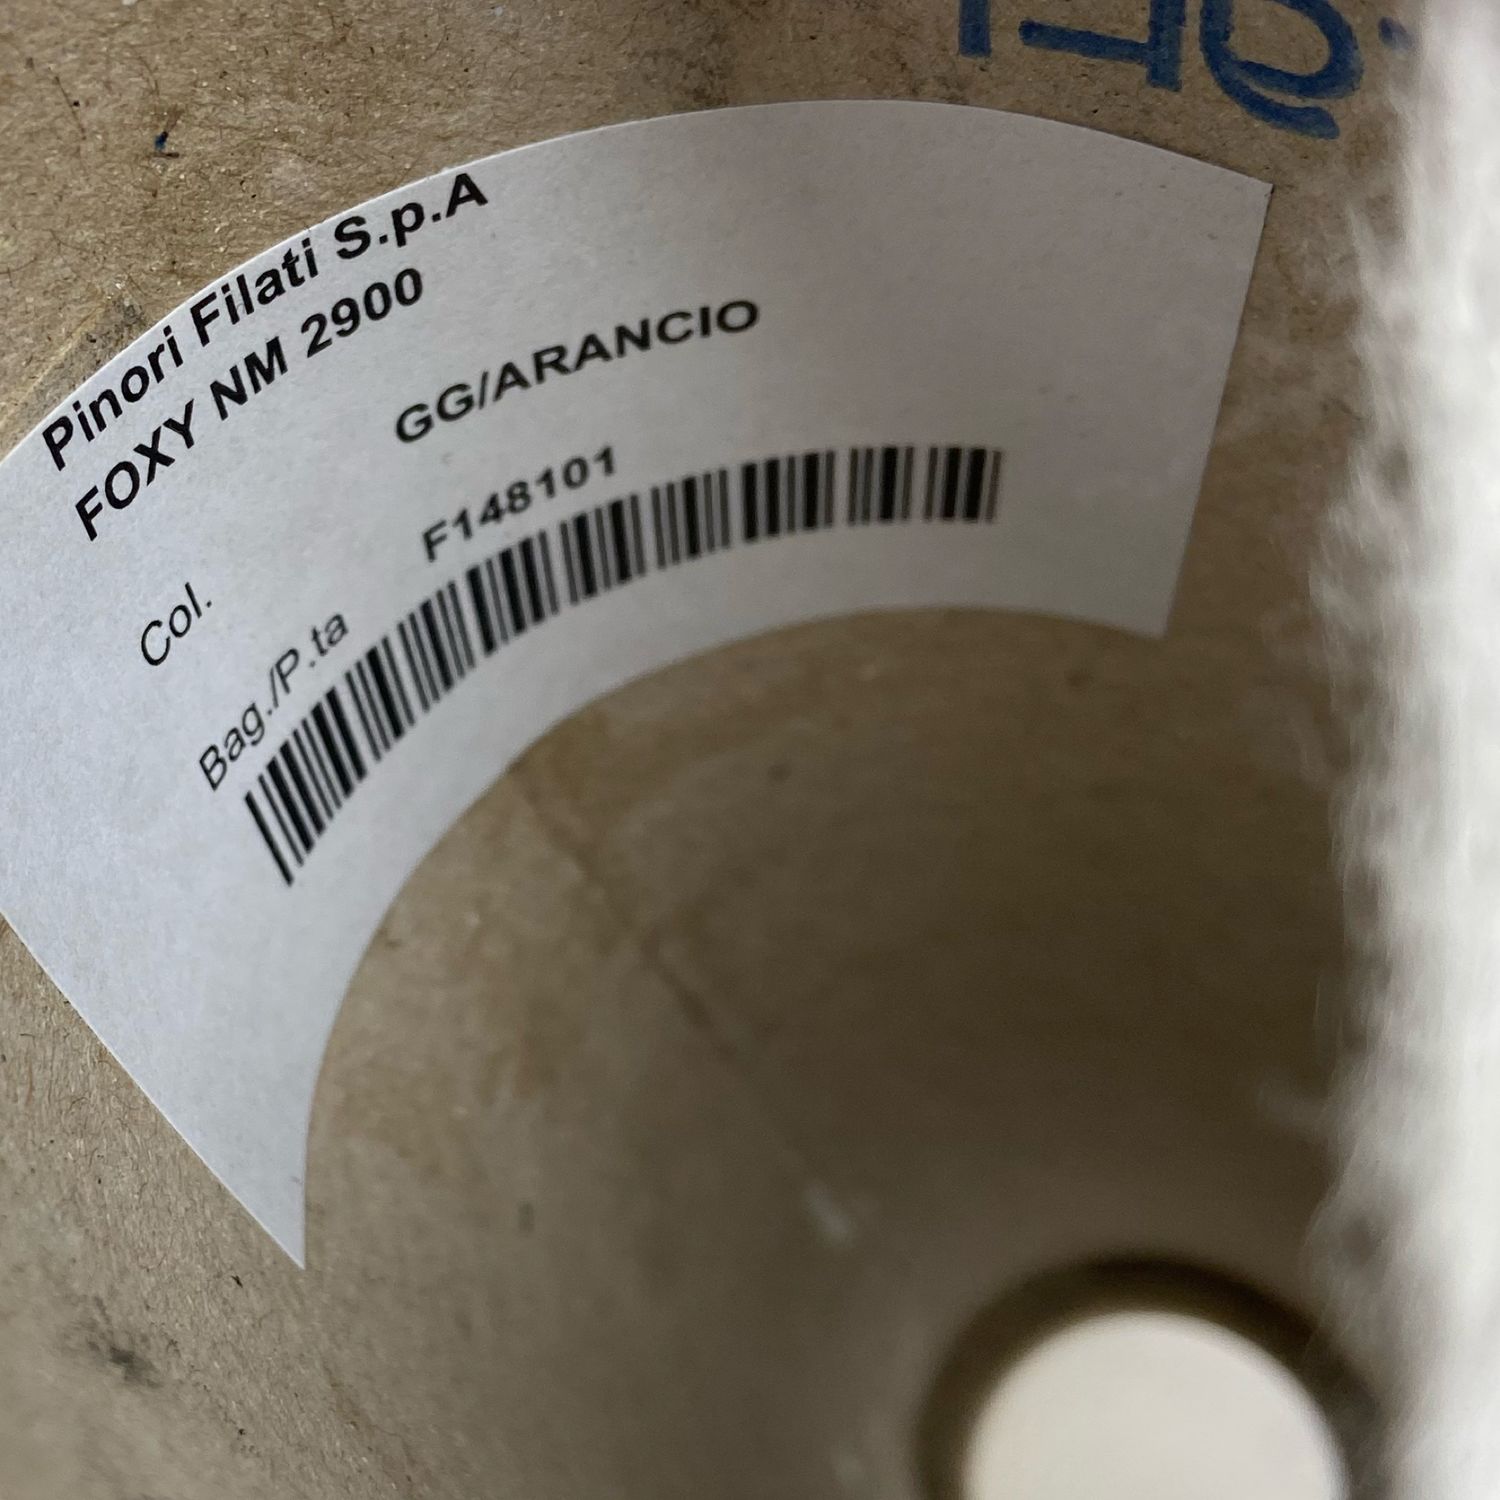 Pinori Filati S.p.A
FOXY NM 2900
Col. GG/ARANCIO
Bag./P.ta F148101